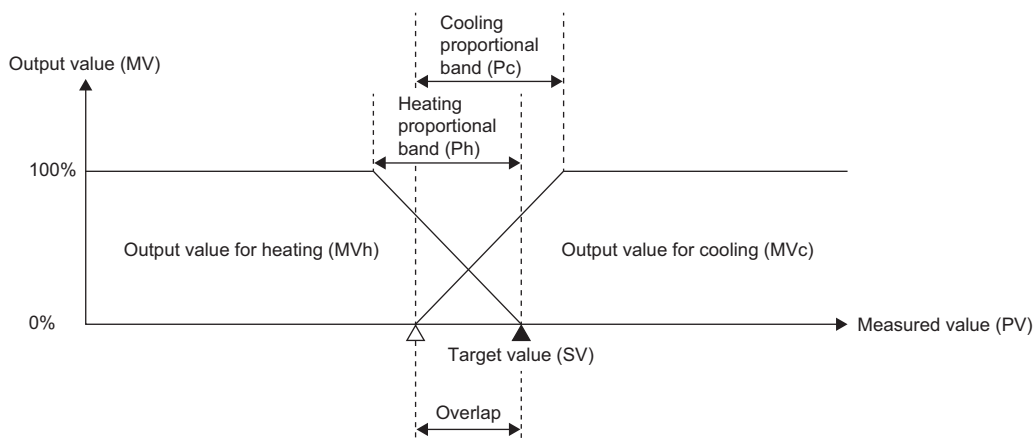 Cooling
proportional
band (Pc)
Output value (MV)
Heating
proportional
band (Ph)
100%
Output value for heating (MVh)
Output value for cooling (MVc)
0%
Measured value (PV)
Target value (SV)
Overlap